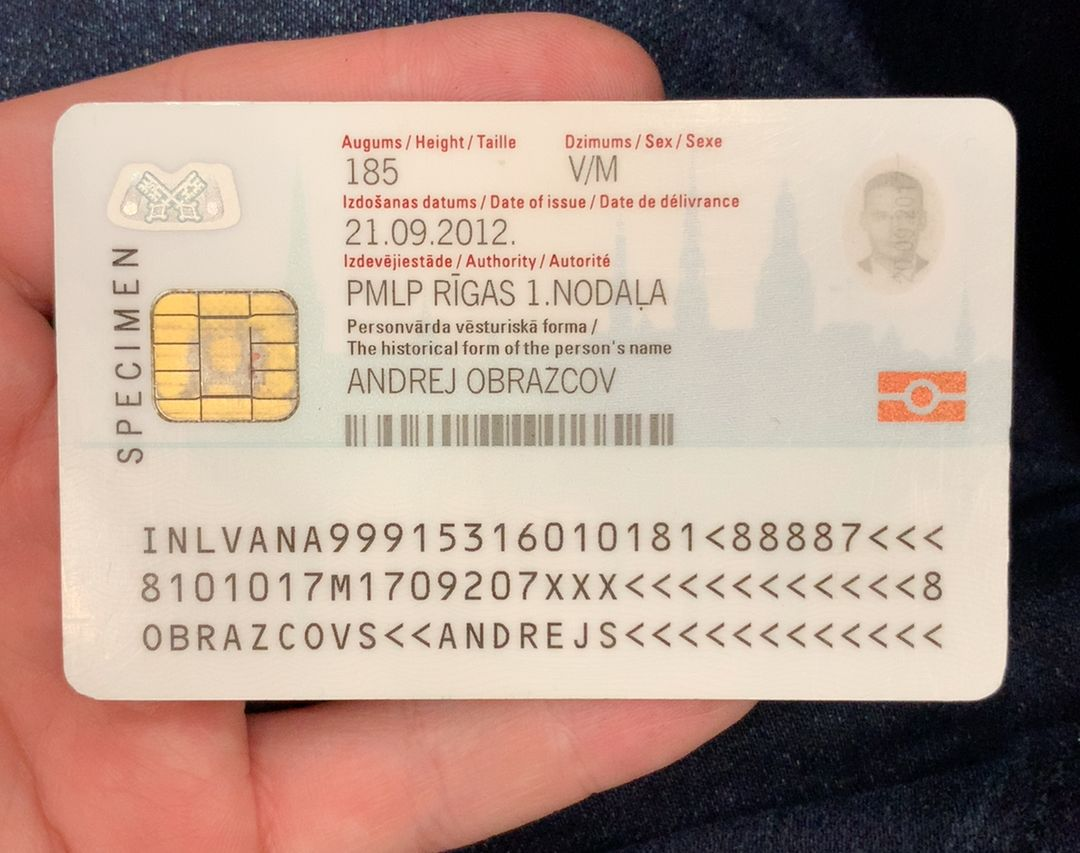 Augums / Height / Taille Dzimums / Sex / Sexe
185 V/M
Izdošanas datums / Date of issue / Date de délivrance
21.09.2012.
Izdevējiestāde / Authority / Autorité
PMLP RĪGAS 1.NODAĻA
Personvārda vēsturiskā forma /
The historical form of the person's name
ANDREJ OBRAZCOV
SPECIMEN
INLVANA99915316010181<88887<<<
8101017M1709207XXX<<<<<<<<<<<8
OBRAZCOVS<<ANDREJS<<<<<<<<<<<<